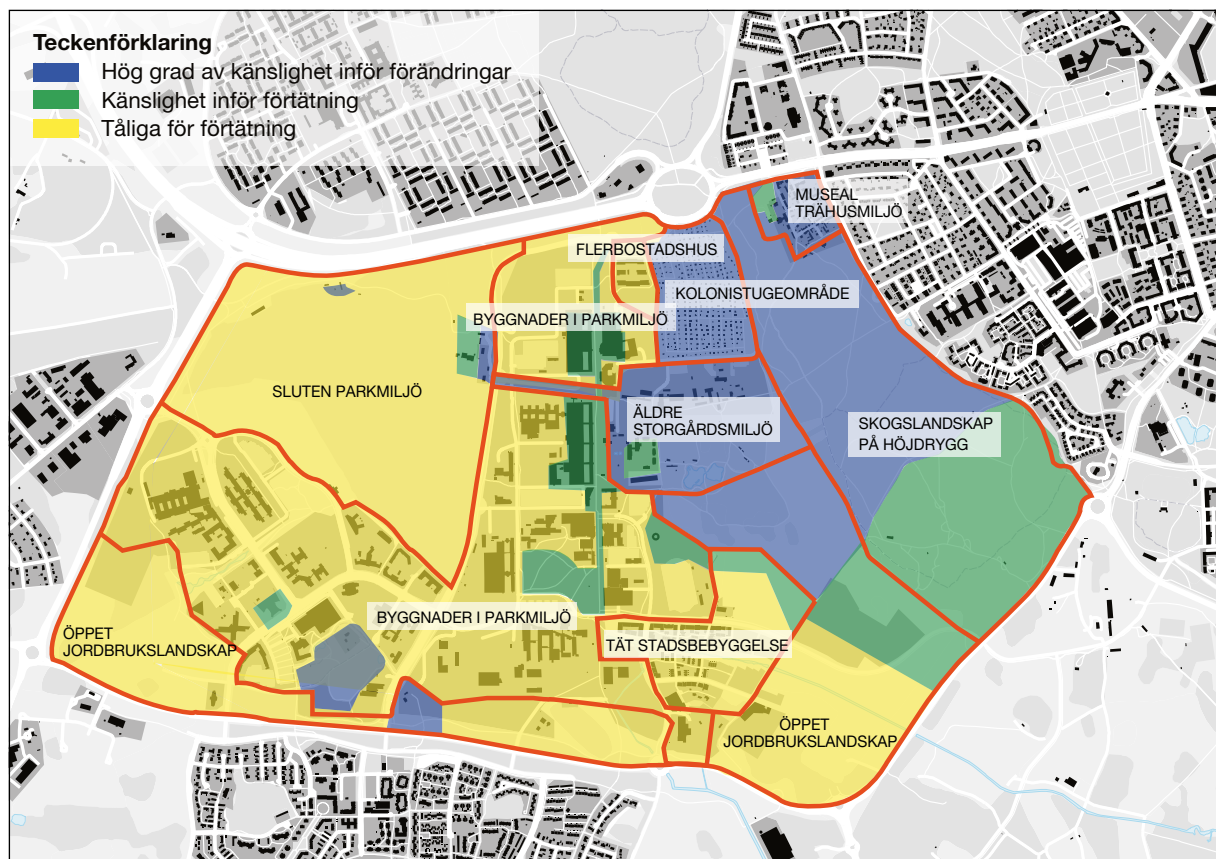 Teckenförklaring
Hög grad av känslighet inför förändringar
Känslighet inför förtätning
Tåliga för förtätning
MUSEAL
TRÄHUSMILJÖ
FLERBOSTADSHUS
KOLONISTUGEOMRÅDE
BYGGNADER I PARKMILJÖ
SLUTEN PARKMILJÖ
ÄLDRE
STORGÅRDSMILJÖ
SKOGSLANDSKAP
PÅ HÖJDRYGG
BYGGNADER I PARKMILJÖ
ÖPPET
JORDBRUKSLANDSKAP
TÄT STADSBEBYGGELSE
ÖPPET
JORDBRUKSLANDSKAP